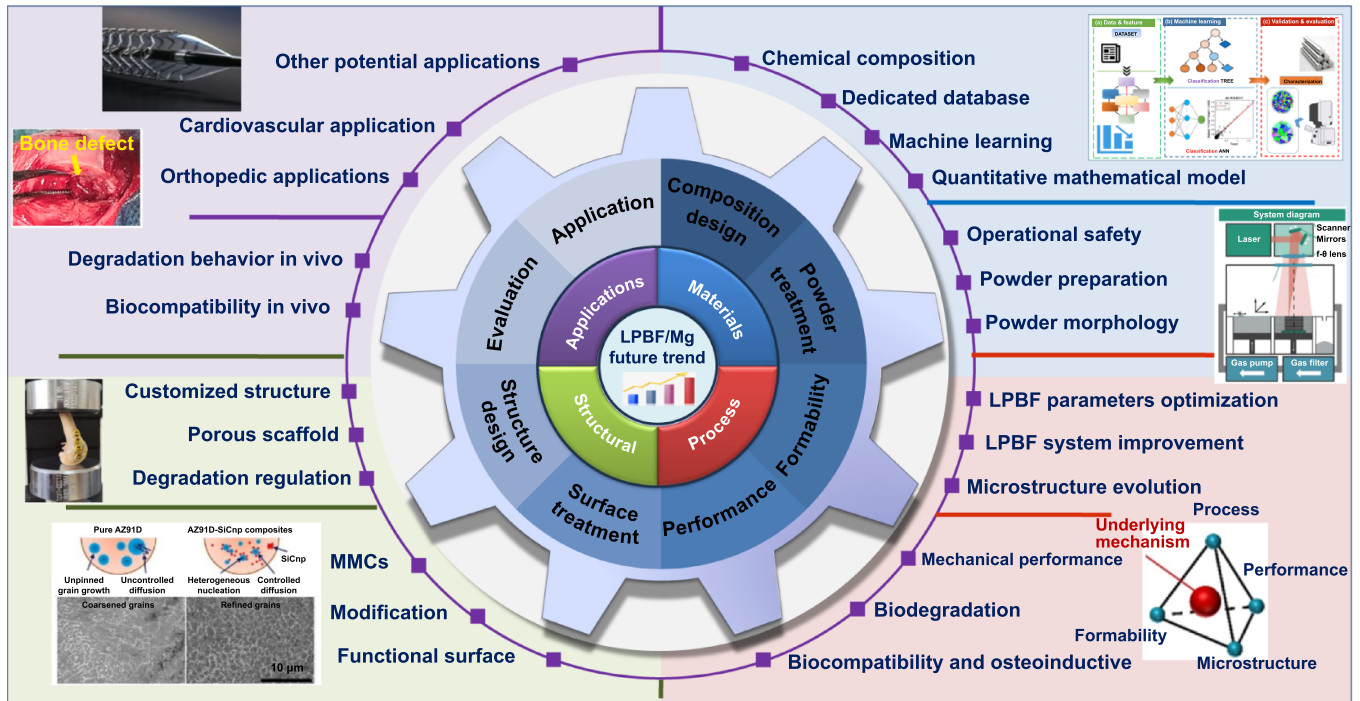 Other potential applications
Cardiovascular application
Bone defect
Orthopedic applications
Degradation behavior in vivo
Biocompatibility in vivo
Customized structure
Porous scaffold
Degradation regulation
Pure AZ91D
AZ91D-SiCnp composites
SiCnp
Unpinned
grain growth
Uncontrolled
diffusion
Heterogeneous
nucleation
Controlled
diffusion
Coarsened grains
Refined grains
10 μm
MMCs
Modification
Functional surface
Chemical composition
Dedicated database
Machine learning
Quantitative mathematical model
(a) Data & feature
(b) Machine learning
(c) Validation & evaluation
DATASET
Classification TREE
Classification ANN
Characterization
Operational safety
Powder preparation
Powder morphology
System diagram
Laser
Scanner
Mirrors
f-θ lens
Gas pump
Gas filter
LPBF parameters optimization
LPBF system improvement
Microstructure evolution
Mechanical performance
Biodegradation
Biocompatibility and osteoinductive
Process
Underlying
mechanism
Performance
Formability
Microstructure
Application
Composition
design
Powder
treatment
Formability
Performance
Surface
treatment
Structure
design
Evaluation
Applications
Materials
Process
Structural
LPBF/Mg
future trend